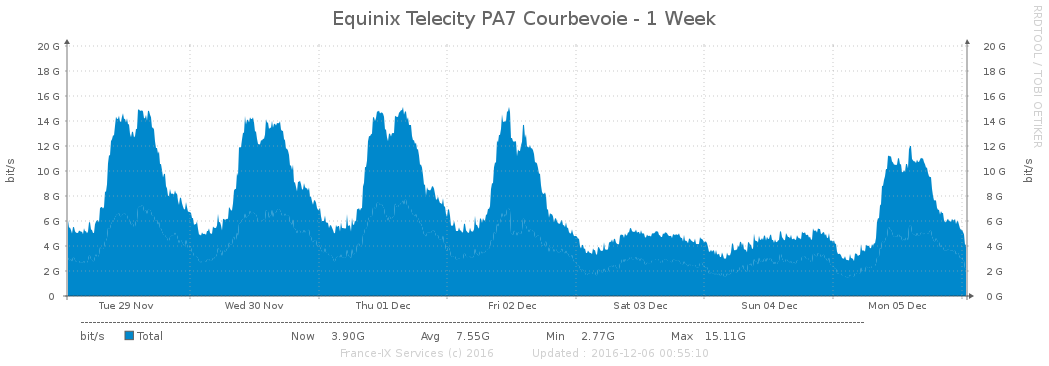 Equinix Telecity PA7 Courbevoie - 1 Week
RRDTOOL / TOBI OETIKER
bit/s
20 G 20 G
18 G 18 G
16 G 16 G
14 G 14 G
12 G 12 G
10 G 10 G
8 G 8 G
6 G 6 G
4 G 4 G
2 G 2 G
0 0 G
bit/s
Tue 29 Nov Wed 30 Nov Thu 01 Dec Fri 02 Dec Sat 03 Dec Sun 04 Dec Mon 05 Dec
bit/s Total Now 3.90G Avg 7.55G Min 2.77G Max 15.11G
France-IX Services (c) 2016 Updated : 2016-12-06 00:55:10